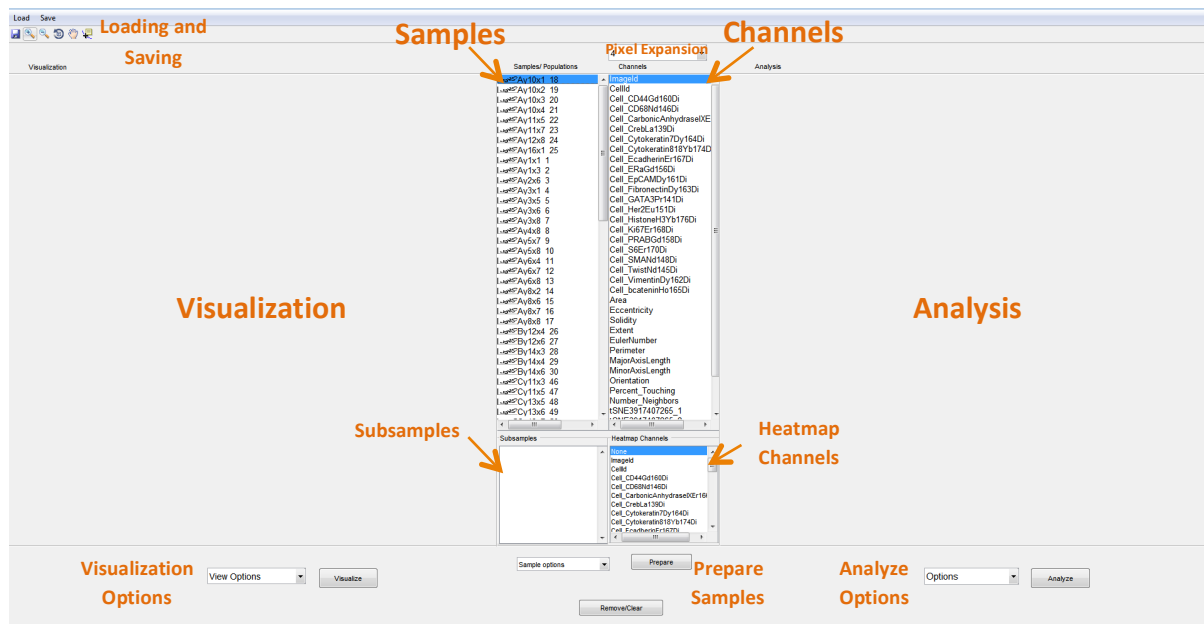 Load Save
Loading and
Saving
Samples
Pixel Expansion
4
Channels
Visualization
Samples/ Populations
Channels
Analysis
Ay10x1 18
Ay10x2 19
Ay10x3 20
Ay10x4 21
Ay11x5 22
Ay11x7 23
Ay12x8 24
Ay16x1 25
Ay1x1 1
Ay1x3 2
Ay2x6 3
Ay3x1 4
Ay3x5 5
Ay3x6 6
Ay3x8 7
Ay4x8 8
Ay5x7 9
Ay5x8 10
Ay6x4 11
Ay6x7 12
Ay6x8 13
Ay8x2 14
Ay8x6 15
Ay8x7 16
Ay8x8 17
By12x4 26
By12x6 27
By14x3 28
By14x4 29
By14x6 30
Cy11x3 46
Cy11x5 47
Cy13x5 48
Cy13x6 49
ImageId
CellId
Cell_CD44Gd160Di
Cell_CD68Nd146Di
Cell_CarbonicAnhydraseIXE
Cell_CrebLa139Di
Cell_Cytokeratin7Dy164Di
Cell_Cytokeratin818Yb174D
Cell_EcadherinEr167Di
Cell_ERaGd156Di
Cell_EpCAMDy161Di
Cell_FibronectinDy163Di
Cell_GATA3Pr141Di
Cell_Her2Eu151Di
Cell_HistoneH3Yb176Di
Cell_Ki67Er168Di
Cell_PRABGd158Di
Cell_S6Er170Di
Cell_SMANd148Di
Cell_TwistNd145Di
Cell_VimentinDy162Di
Cell_bcateninHo165Di
Area
Eccentricity
Solidity
Extent
EulerNumber
Perimeter
MajorAxisLength
MinorAxisLength
Orientation
Percent_Touching
Number_Neighbors
tSNE3917407265_1
Visualization
Analysis
Subsamples
Subsamples
Heatmap Channels
None
ImageId
CellId
Cell_CD44Gd160Di
Cell_CD68Nd146Di
Cell_CarbonicAnhydraseIXEr16
Cell_CrebLa139Di
Cell_Cytokeratin7Dy164Di
Cell_Cytokeratin818Yb174Di
Cell_EcadherinEr167Di
Heatmap
Channels
Visualization
Options
View Options
Visualize
Sample options
Prepare
Prepare
Samples
Remove/Clear
Analyze
Options
Options
Analyze